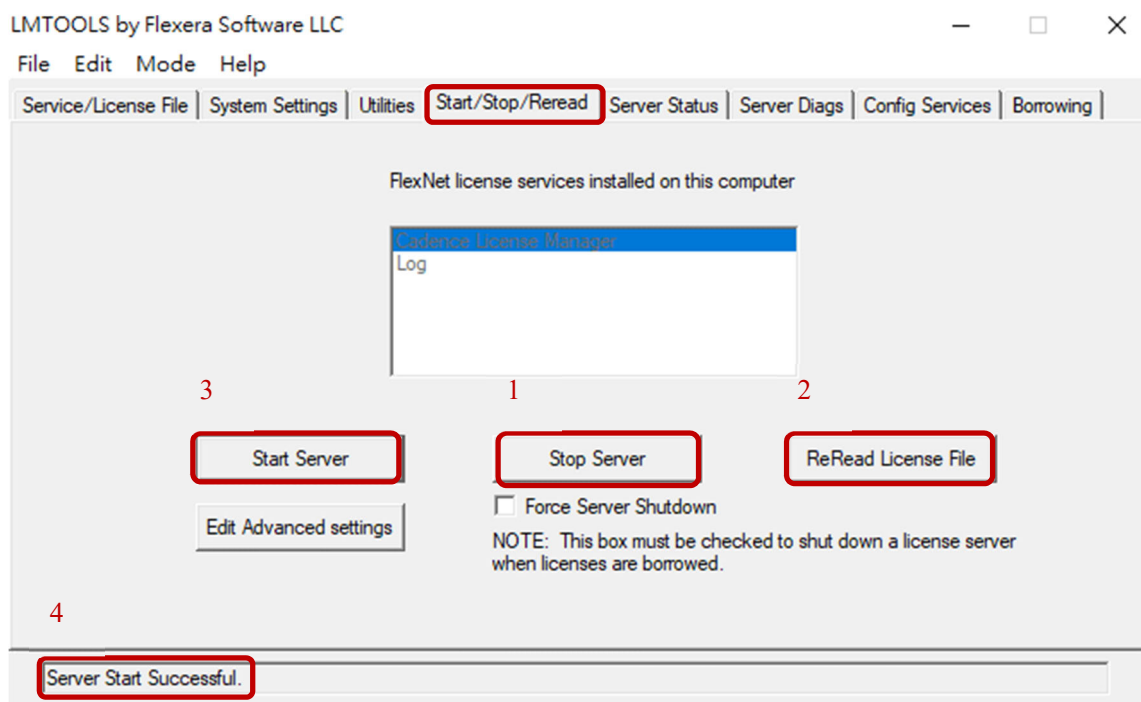 LMTOOLS by Flexera Software LLC
File Edit Mode Help
Service/License File System Settings Utilities Start/Stop/Reread Server Status Server Diags Config Services Borrowing
FlexNet license services installed on this computer
Cadence License Manager
Log
3 1 2
Start Server Stop Server ReRead License File
Force Server Shutdown
Edit Advanced settings
NOTE: This box must be checked to shut down a license server
when licenses are borrowed.
4
Server Start Successful.